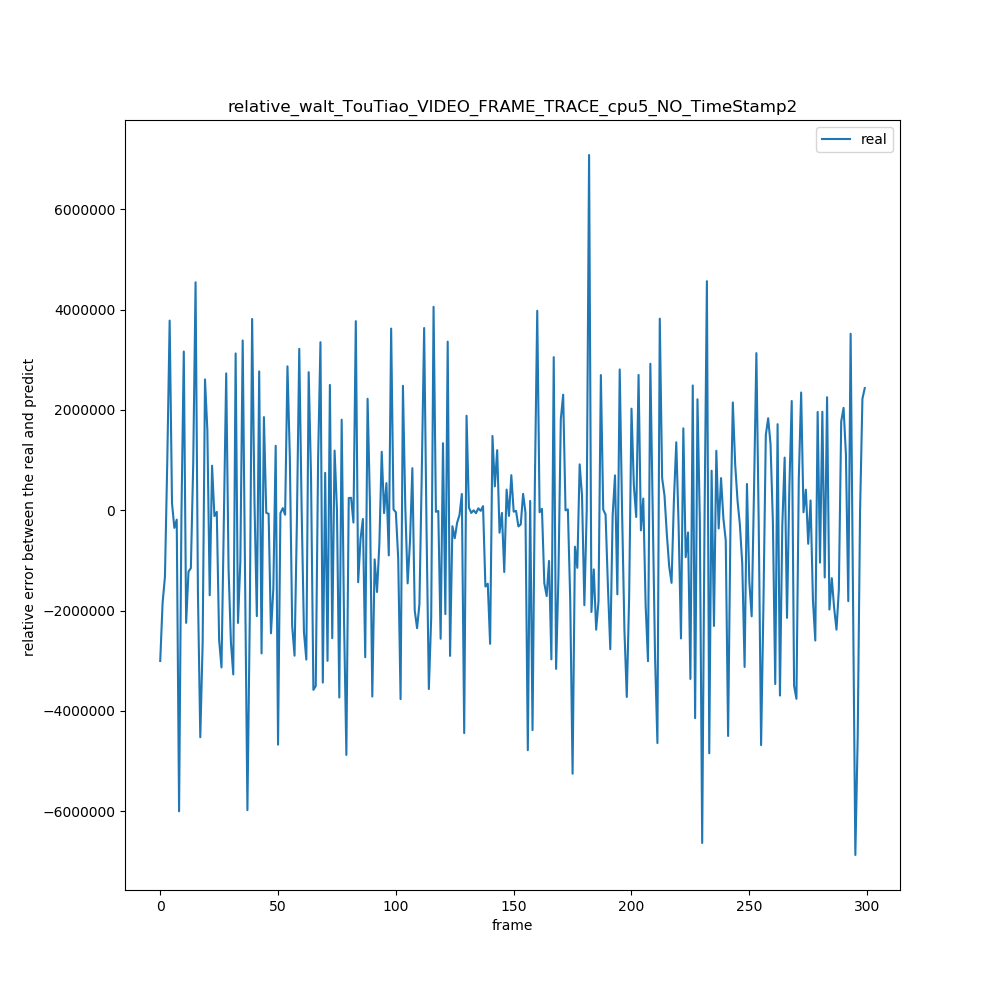 relative_walt_TouTiao_VIDEO_FRAME_TRACE_cpu5_NO_TimeStamp2
real
6000000
4000000
2000000
0
−2000000
−4000000
−6000000
relative error between the real and predict
0 50 100 150 200 250 300
frame